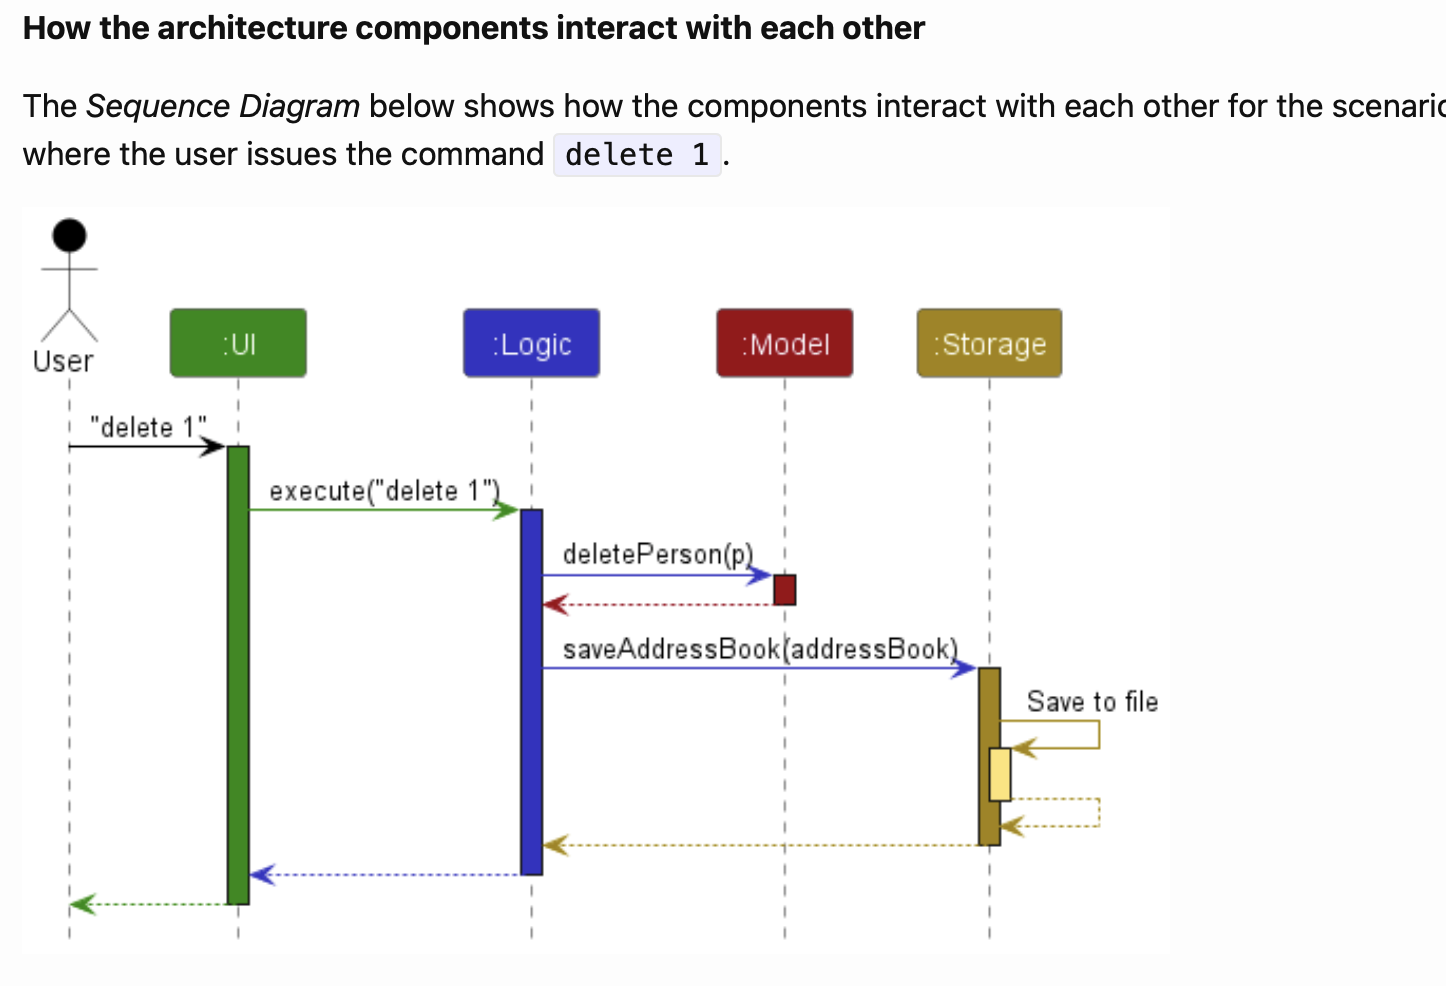 How the architecture components interact with each other
The Sequence Diagram below shows how the components interact with each other for the scenario
where the user issues the command delete 1.
User
:UI
:Logic
:Model
:Storage
"delete 1"
execute("delete 1")
deletePerson(p)
saveAddressBook(addressBook)
Save to file